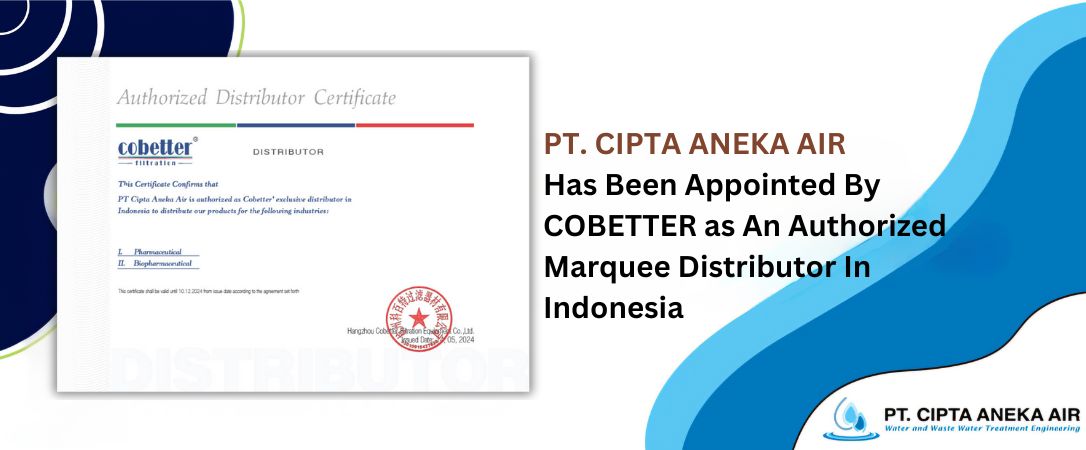 Authorized Distributor Certificate
cobetter®
filtration
DISTRIBUTOR
This Certificate Confirms that
PT Cipta Aneka Air is authorized as Cobetter' exclusive distributor in
Indonesia to distribute our products for the following industries:
I. Pharmaceutical
II. Biopharmaceutical
This certificate shall be valid until 10.12.2024 from issue date according to the agreement set forth
Hangzhou Cobetter Filtration Equipment Co.,Ltd.
Issued Date: 05, 2024
DISTRIBUTOR
PT. CIPTA ANEKA AIR
Has Been Appointed By
COBETTER as An Authorized
Marquee Distributor In
Indonesia
PT. CIPTA ANEKA AIR
Water and Waste Water Treatment Engineering